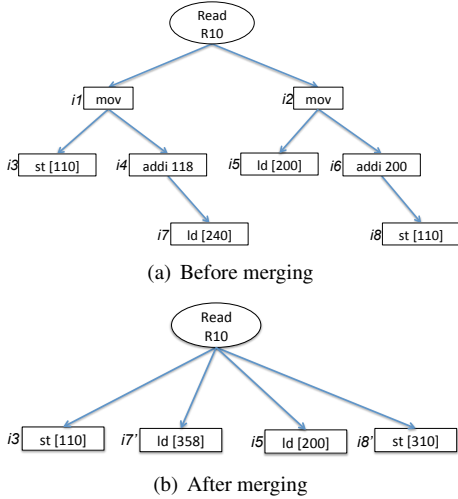 Read
R10
i1 mov
i2 mov
i3 st [110]
i4 addi 118
i5 ld [200]
i6 addi 200
i7 ld [240]
i8 st [110]
(a) Before merging
Read
R10
i3 st [110]
i7' ld [358]
i5 ld [200]
i8' st [310]
(b) After merging